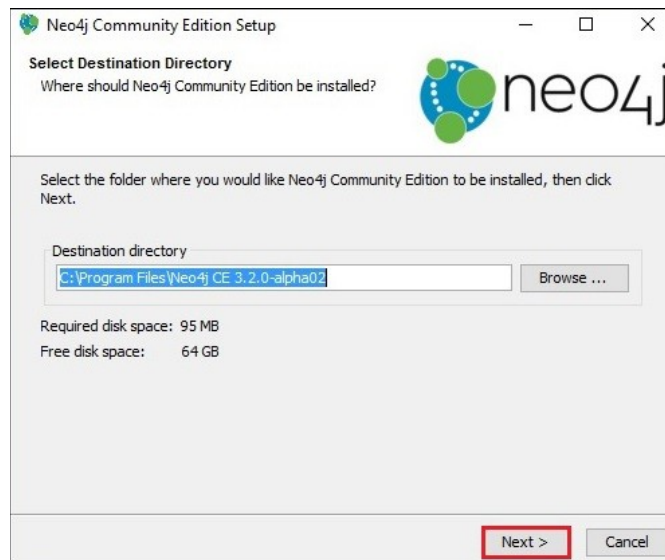 Neo4j Community Edition Setup
Select Destination Directory
Where should Neo4j Community Edition be installed?
neo4j
Select the folder where you would like Neo4j Community Edition to be installed, then click
Next.
Destination directory
C:\Program Files\Neo4j CE 3.2.0-alpha02
Browse ...
Required disk space: 95 MB
Free disk space: 64 GB
Next >
Cancel